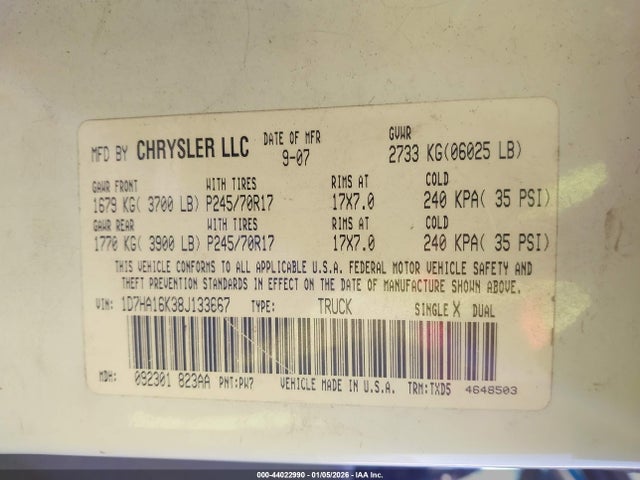 MFD BY CHRYSLER LLC DATE OF MFR 9-07 GVWR 2733 KG(06025 LB)
GAWR FRONT WITH TIRES RIMS AT COLD
1679 KG( 3700 LB) P245/70R17 17X7.0 240 KPA( 35 PSI)
GAWR REAR WITH TIRES RIMS AT COLD
1770 KG( 3900 LB) P245/70R17 17X7.0 240 KPA( 35 PSI)
THIS VEHICLE CONFORMS TO ALL APPLICABLE U.S.A. FEDERAL MOTOR VEHICLE SAFETY AND
THEFT PREVENTION STANDARDS IN EFFECT ON THE DATE OF MANUFACTURE SHOWN ABOVE.
VIN: 1D7HA16K38J133667 TYPE: TRUCK SINGLE X DUAL
MDH: 092301 823AA PNT:PW7 VEHICLE MADE IN U.S.A. TRM:TXD5 4648503
000-44022990 - 01/05/2026 - IAA Inc.